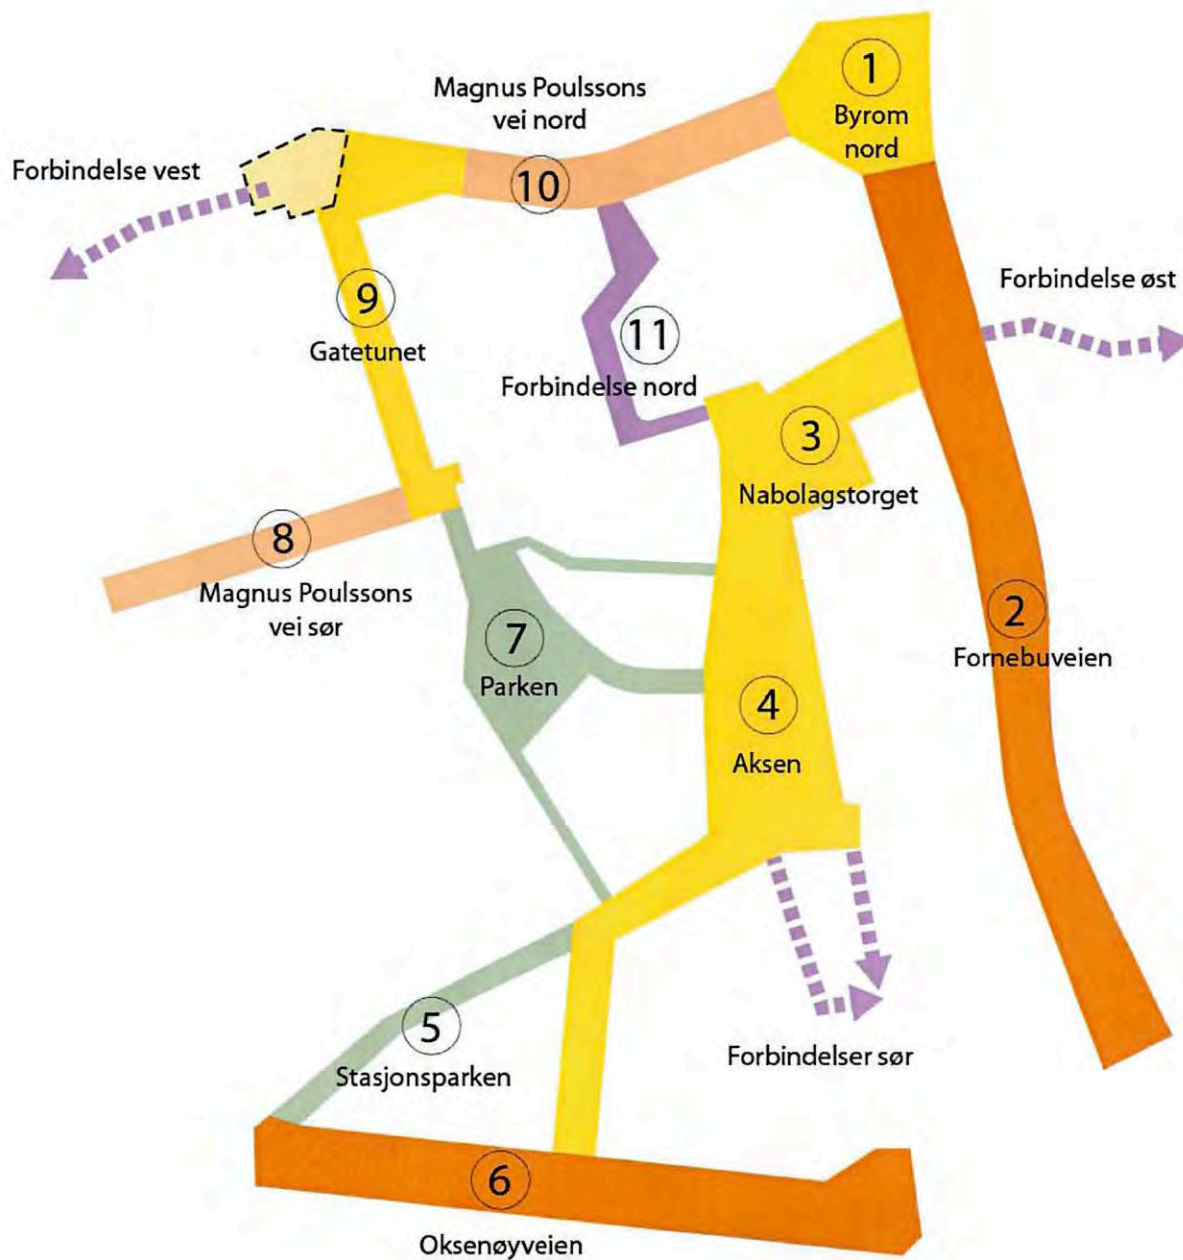 1
Byrom
nord
Magnus Poulssons
vei nord
10
Forbindelse vest
Forbindelse øst
9
Gatetunet
11
Forbindelse nord
3
Nabolagstorget
8
Magnus Poulssons
vei sør
7
Parken
2
Fornebuveien
4
Aksen
5
Stasjonsparken
Forbindelser sør
6
Oksenøyveien